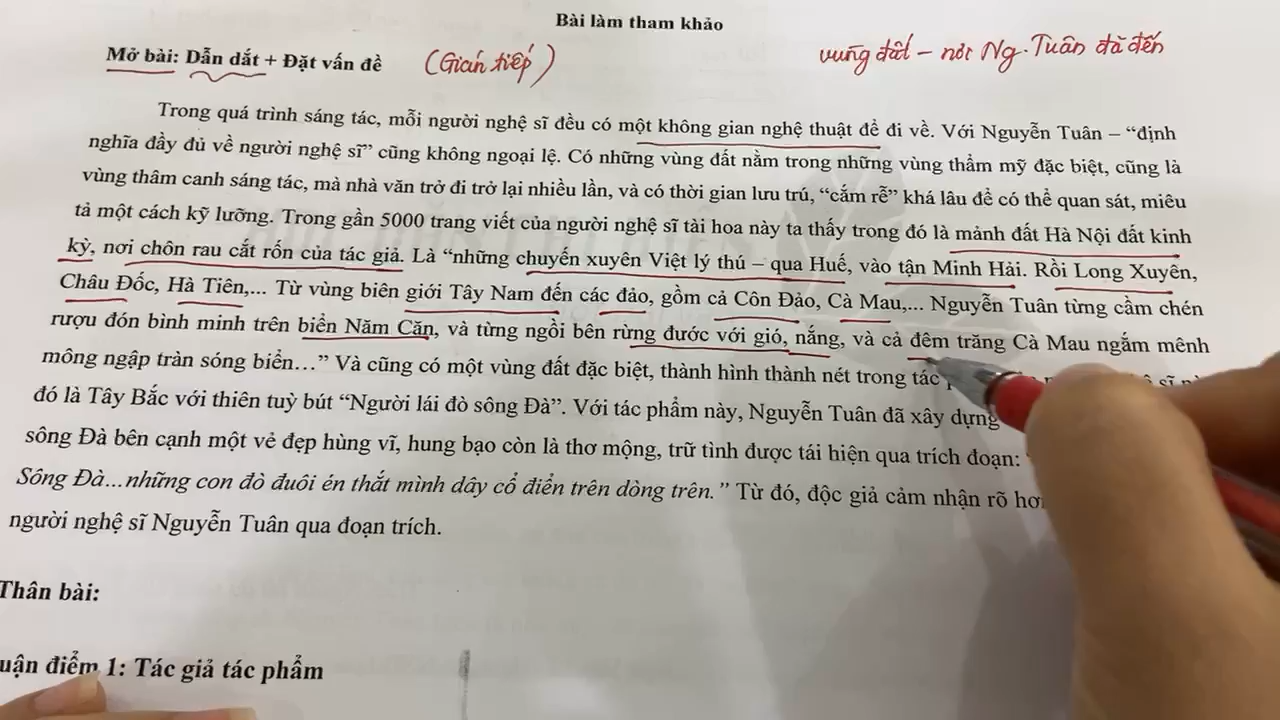 Bài làm tham khảo
Mở bài: Dẫn dắt + Đặt vấn đề (Gián tiếp) vùng đất – nơi Ng. Tuân đã đến
Trong quá trình sáng tác, mỗi người nghệ sĩ đều có một không gian nghệ thuật để đi về. Với Nguyễn Tuân – “định
nghĩa đầy đủ về người nghệ sĩ” cũng không ngoại lệ. Có những vùng đất nằm trong những vùng thẩm mỹ đặc biệt, cũng là
vùng thâm canh sáng tác, mà nhà văn trở đi trở lại nhiều lần, và có thời gian lưu trú, “cắm rễ” khá lâu để có thể quan sát, miêu
tả một cách kỹ lưỡng. Trong gần 5000 trang viết của người nghệ sĩ tài hoa này ta thấy trong đó là mảnh đất Hà Nội đất kinh
kỳ, nơi chôn rau cắt rốn của tác giả. Là “những chuyến xuyên Việt lý thú – qua Huế, vào tận Minh Hải. Rồi Long Xuyên,
Châu Đốc, Hà Tiên,... Từ vùng biên giới Tây Nam đến các đảo, gồm cả Côn Đảo, Cà Mau,... Nguyễn Tuân từng cầm chén
rượu đón bình minh trên biển Năm Căn, và từng ngồi bên rừng đước với gió, nắng, và cả đêm trăng Cà Mau ngắm mênh
mông ngập tràn sóng biển…” Và cũng có một vùng đất đặc biệt, thành hình thành nét trong tác
đó là Tây Bắc với thiên tuỳ bút “Người lái đò sông Đà”. Với tác phẩm này, Nguyễn Tuân đã xây dựng
sông Đà bên cạnh một vẻ đẹp hùng vĩ, hung bạo còn là thơ mộng, trữ tình được tái hiện qua trích đoạn:
Sông Đà...những con đò đuôi én thắt mình dây cổ điển trên dòng trên.” Từ đó, độc giả cảm nhận rõ
người nghệ sĩ Nguyễn Tuân qua đoạn trích.
Thân bài:
uận điểm 1: Tác giả tác phẩm